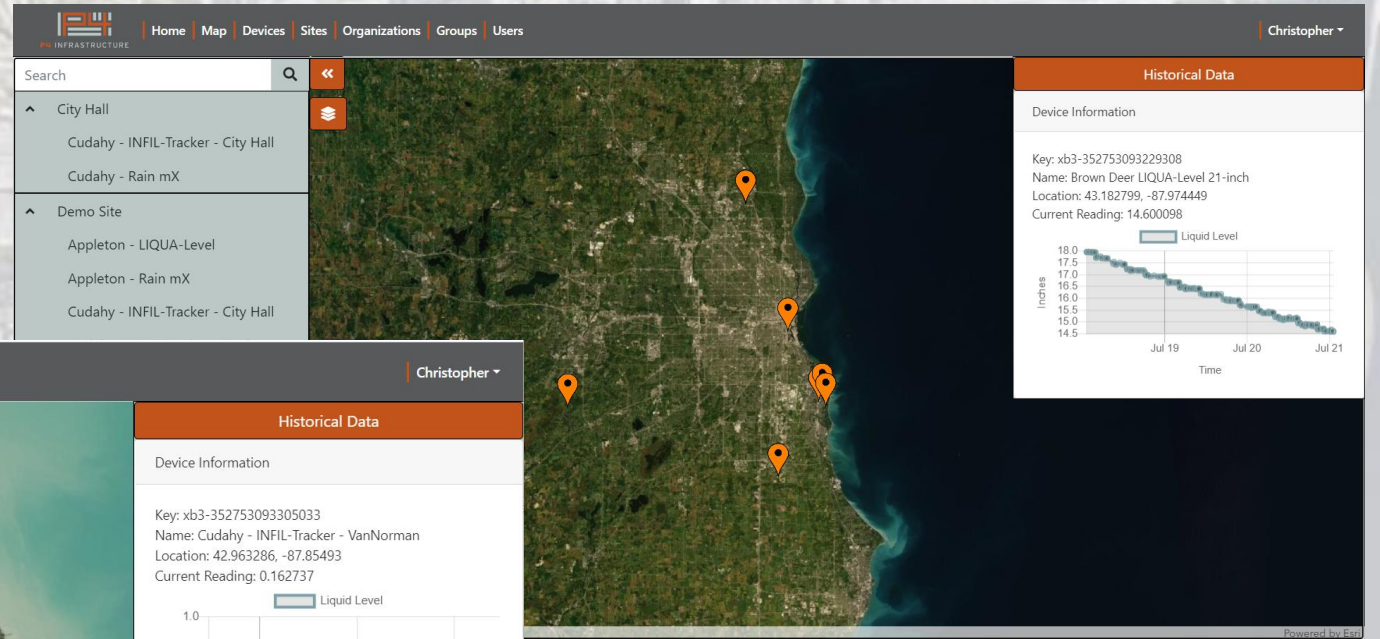 P4 INFRASTRUCTURE
Home Map Devices Sites Organizations Groups Users
Christopher
Search
City Hall
Cudahy - INFIL-Tracker - City Hall
Cudahy - Rain mX
Demo Site
Appleton - LIQUA-Level
Appleton - Rain mX
Cudahy - INFIL-Tracker - City Hall
Historical Data
Device Information
Key: xb3-352753093229308
Name: Brown Deer LIQUA-Level 21-inch
Location: 43.182799, -87.974449
Current Reading: 14.600098
Liquid Level
18.0
17.5
17.0
16.5
16.0
15.5
15.0
14.5
Inches
Jul 19 Jul 20 Jul 21
Time
Christopher
Historical Data
Device Information
Key: xb3-352753093305033
Name: Cudahy - INFIL-Tracker - VanNorman
Location: 42.963286, -87.85493
Current Reading: 0.162737
Liquid Level
1.0
Powered by Esri